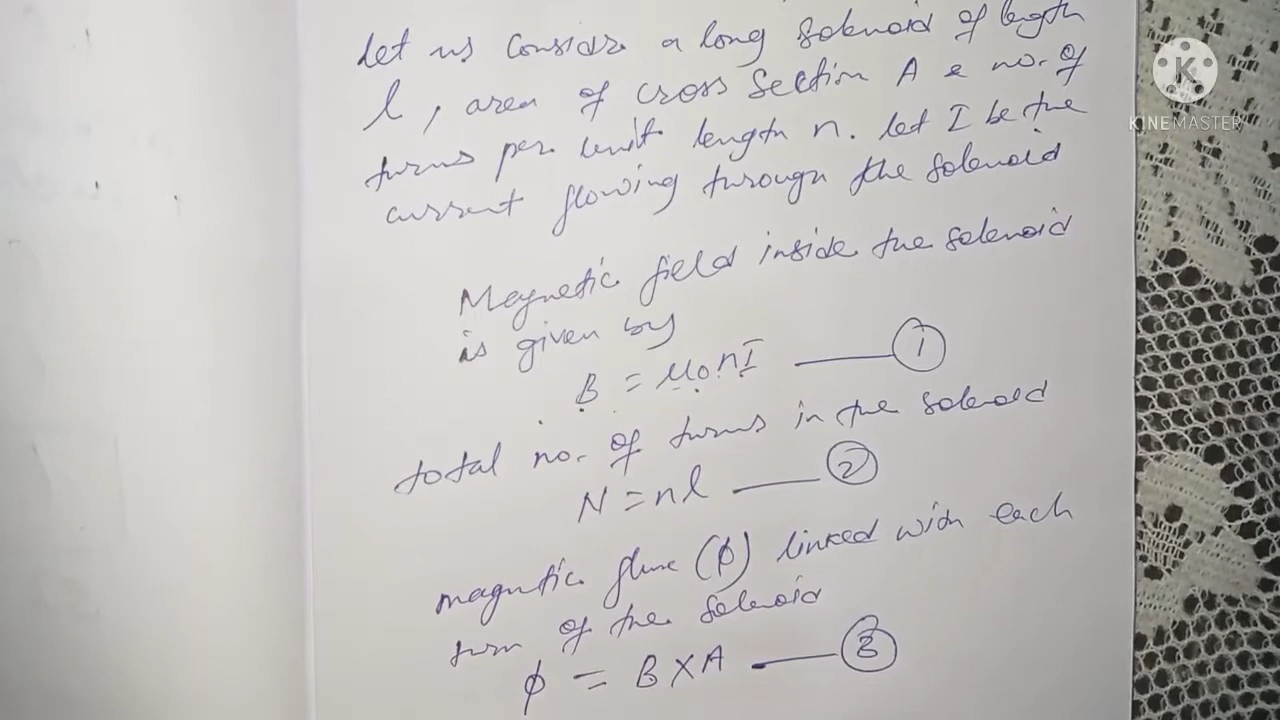 Let us Consider a long Solenoid of length
l, area of cross Section A & no. of
turns per unit length n. let I be the
current flowing through the Solenoid
Magnetic field inside the solenoid
is given by
B = μ0nI — 1
total no. of turns in the solenoid
N = nl — 2
magnetic flux (ϕ) linked with each
turn of the solenoid
ϕ = B×A — 3
K
KINEMASTER